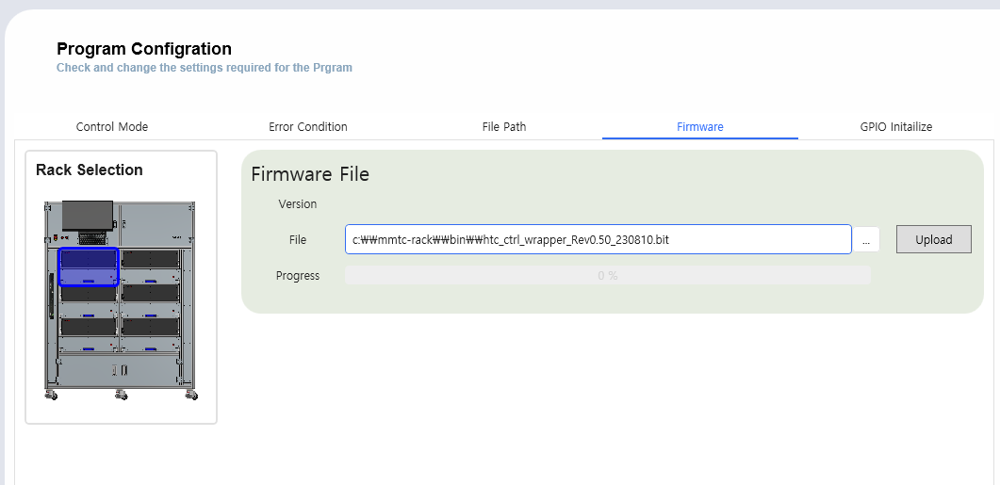 Program Configration
Check and change the settings required for the Prgram
Control Mode
Error Condition
File Path
Firmware
GPIO Initailize
Rack Selection
Firmware File
Version
File
c:₩₩mmtc-rack₩₩bin₩₩htc_ctrl_wrapper_Rev0.50_230810.bit
...
Upload
Progress
0 %